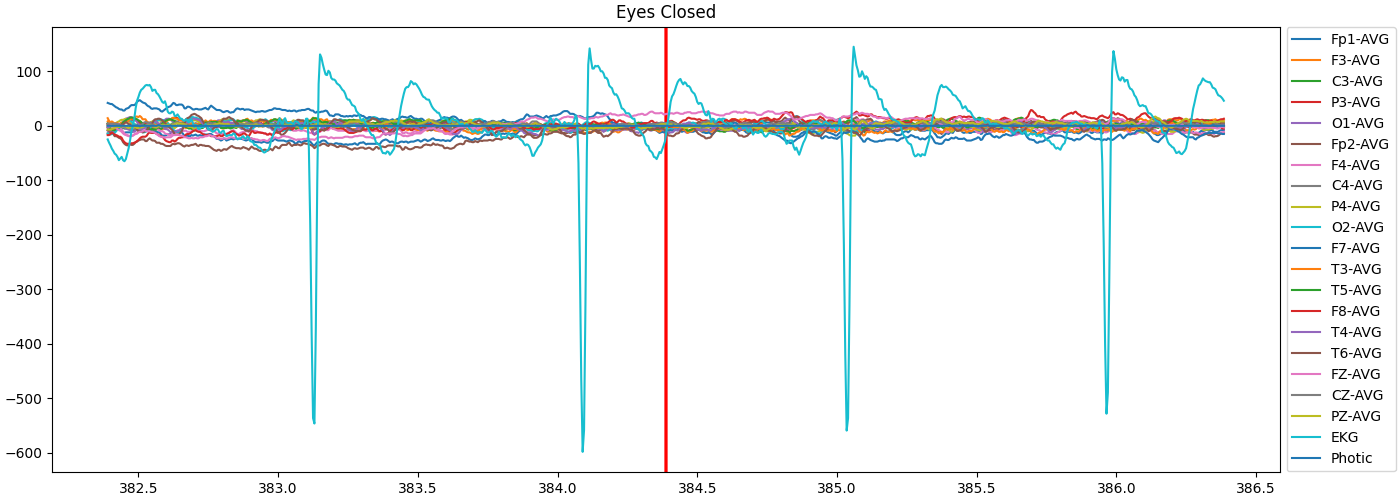 Eyes Closed
100
0
−100
−200
−300
−400
−500
−600
382.5 383.0 383.5 384.0 384.5 385.0 385.5 386.0 386.5
Fp1-AVG
F3-AVG
C3-AVG
P3-AVG
O1-AVG
Fp2-AVG
F4-AVG
C4-AVG
P4-AVG
O2-AVG
F7-AVG
T3-AVG
T5-AVG
F8-AVG
T4-AVG
T6-AVG
FZ-AVG
CZ-AVG
PZ-AVG
EKG
Photic